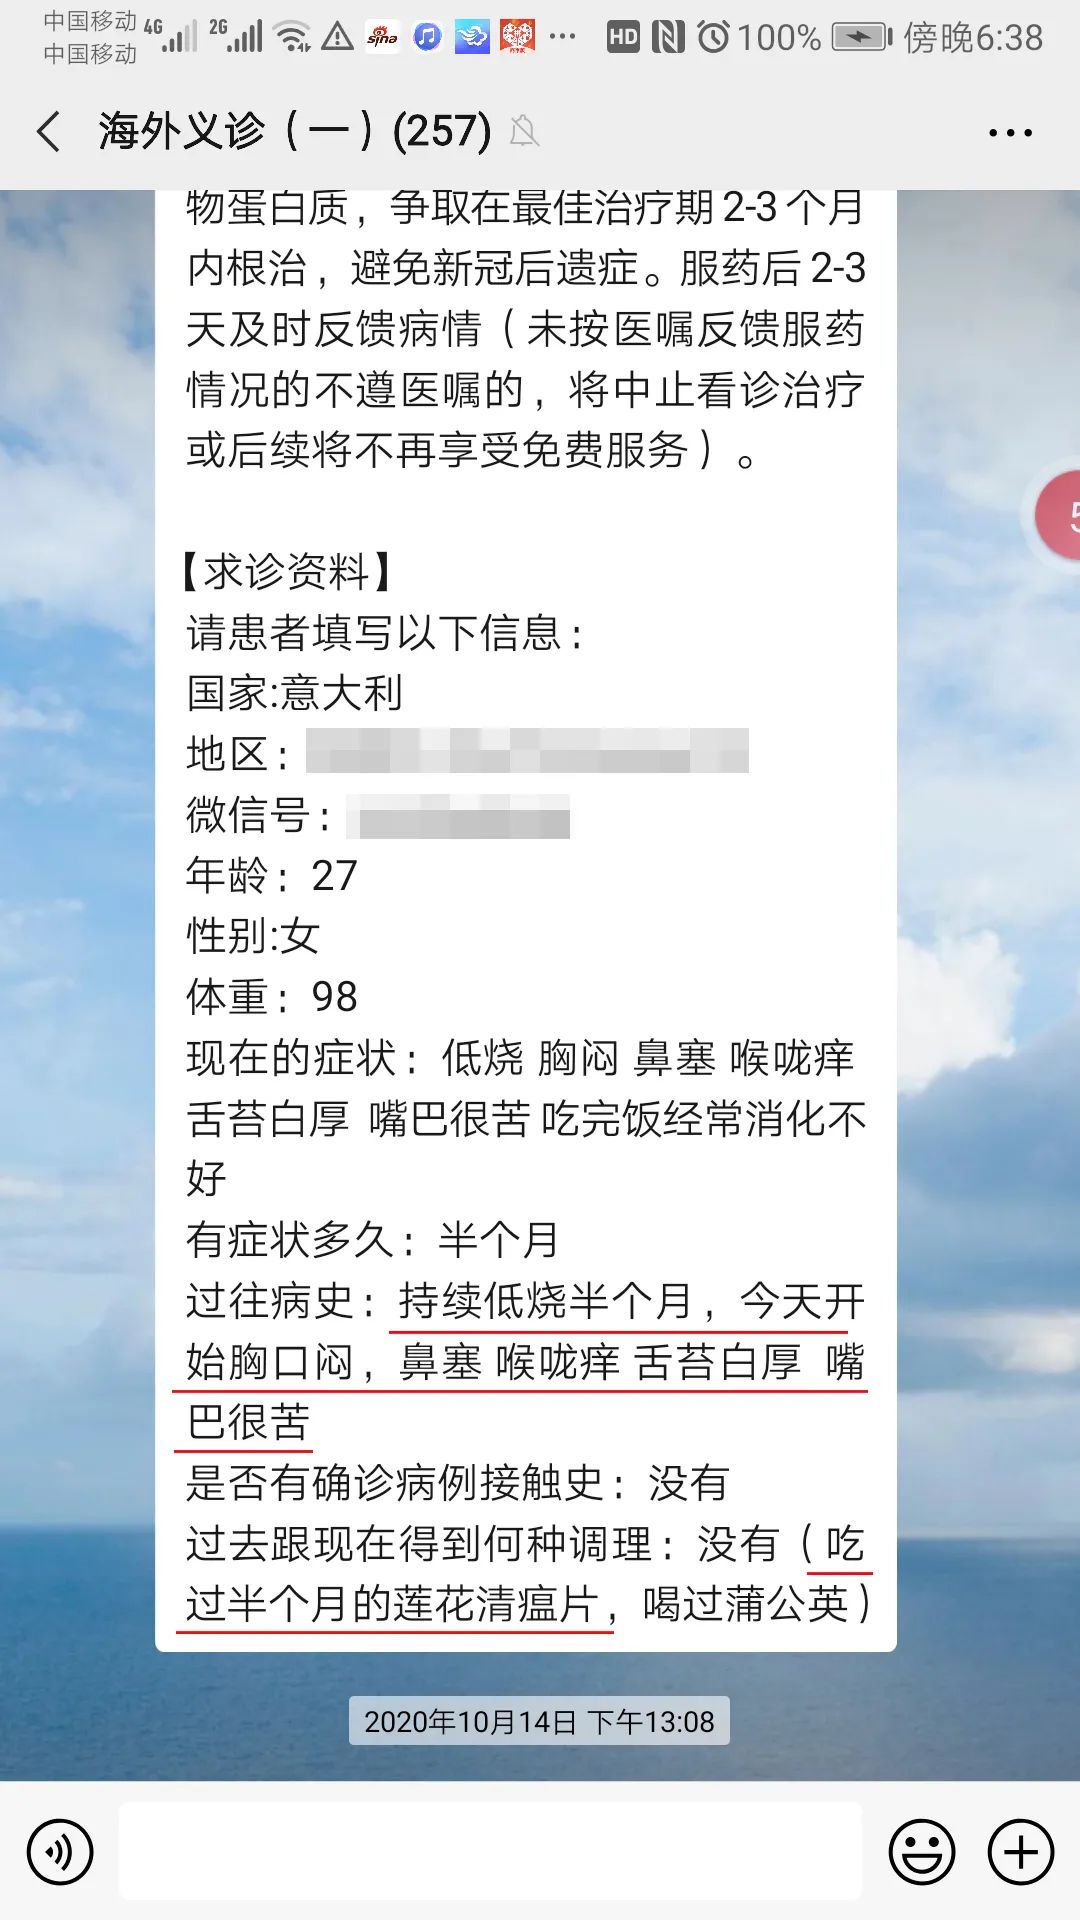 中国移动 4G 2G sina HD 100% 傍晚6:38
中国移动
海外义诊（一）(257)
物蛋白质，争取在最佳治疗期2-3个月
内根治，避免新冠后遗症。服药后2-3
天及时反馈病情（未按医嘱反馈服药
情况的不遵医嘱的，将中止看诊治疗
或后续将不再享受免费服务）。
5
【求诊资料】
请患者填写以下信息：
国家:意大利
地区：
微信号：
年龄：27
性别:女
体重：98
现在的症状：低烧 胸闷 鼻塞 喉咙痒
舌苔白厚 嘴巴很苦 吃完饭经常消化不
好
有症状多久：半个月
过往病史：持续低烧半个月，今天开
始胸口闷，鼻塞 喉咙痒 舌苔白厚 嘴
巴很苦
是否有确诊病例接触史：没有
过去跟现在得到何种调理：没有（吃
过半个月的莲花清瘟片，喝过蒲公英）
2020年10月14日 下午13:08